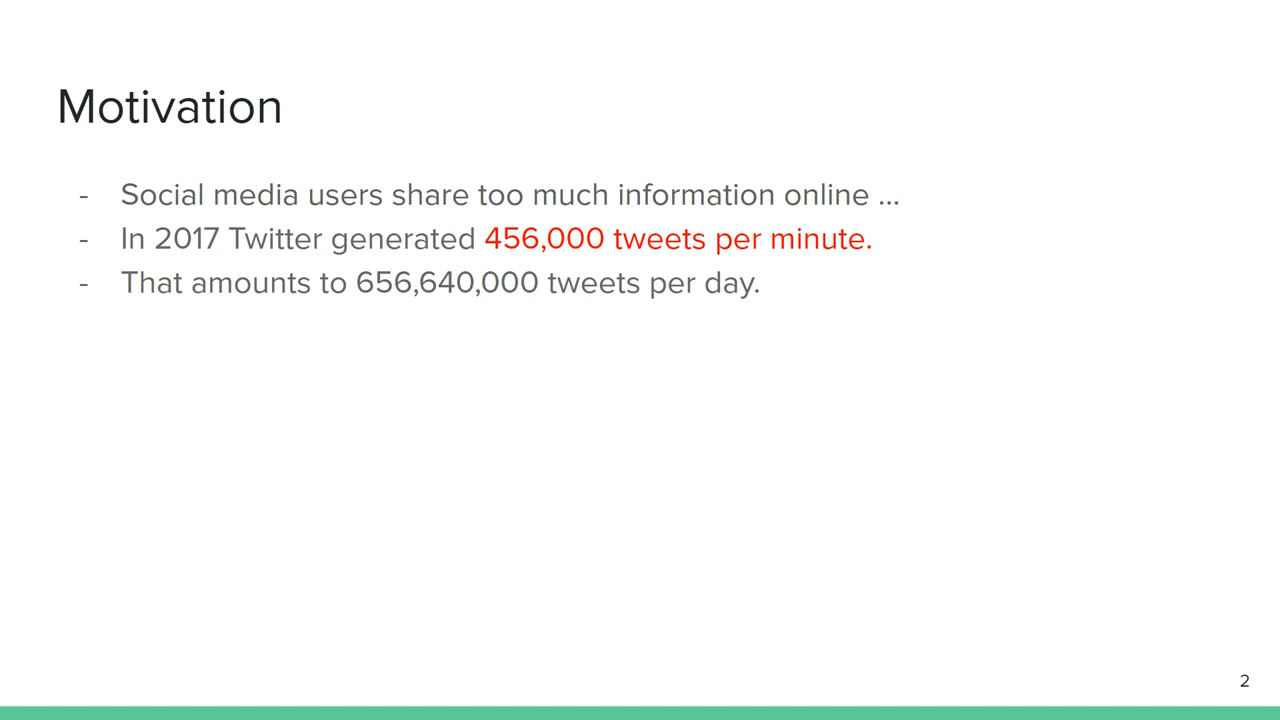 Motivation
- Social media users share too much information online ...
- In 2017 Twitter generated 456,000 tweets per minute.
- That amounts to 656,640,000 tweets per day.
2